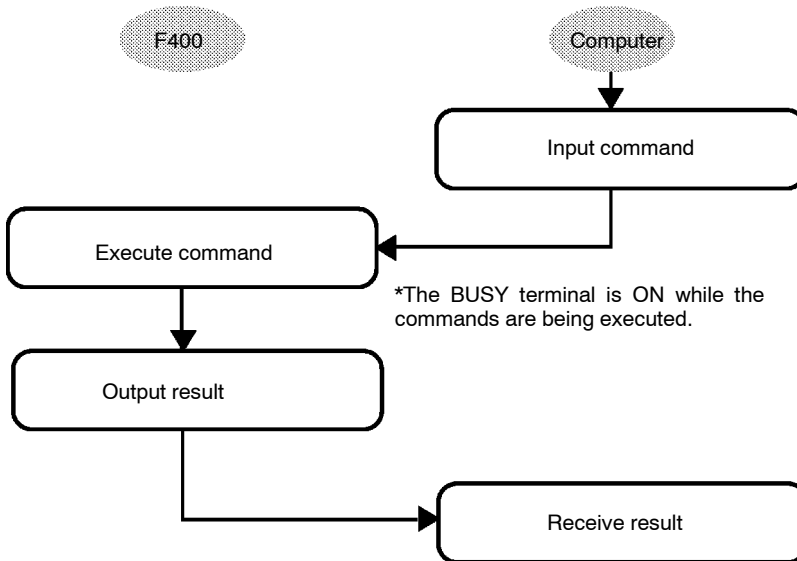 F400
Computer
Input command
Execute command
*The BUSY terminal is ON while the
commands are being executed.
Output result
Receive result